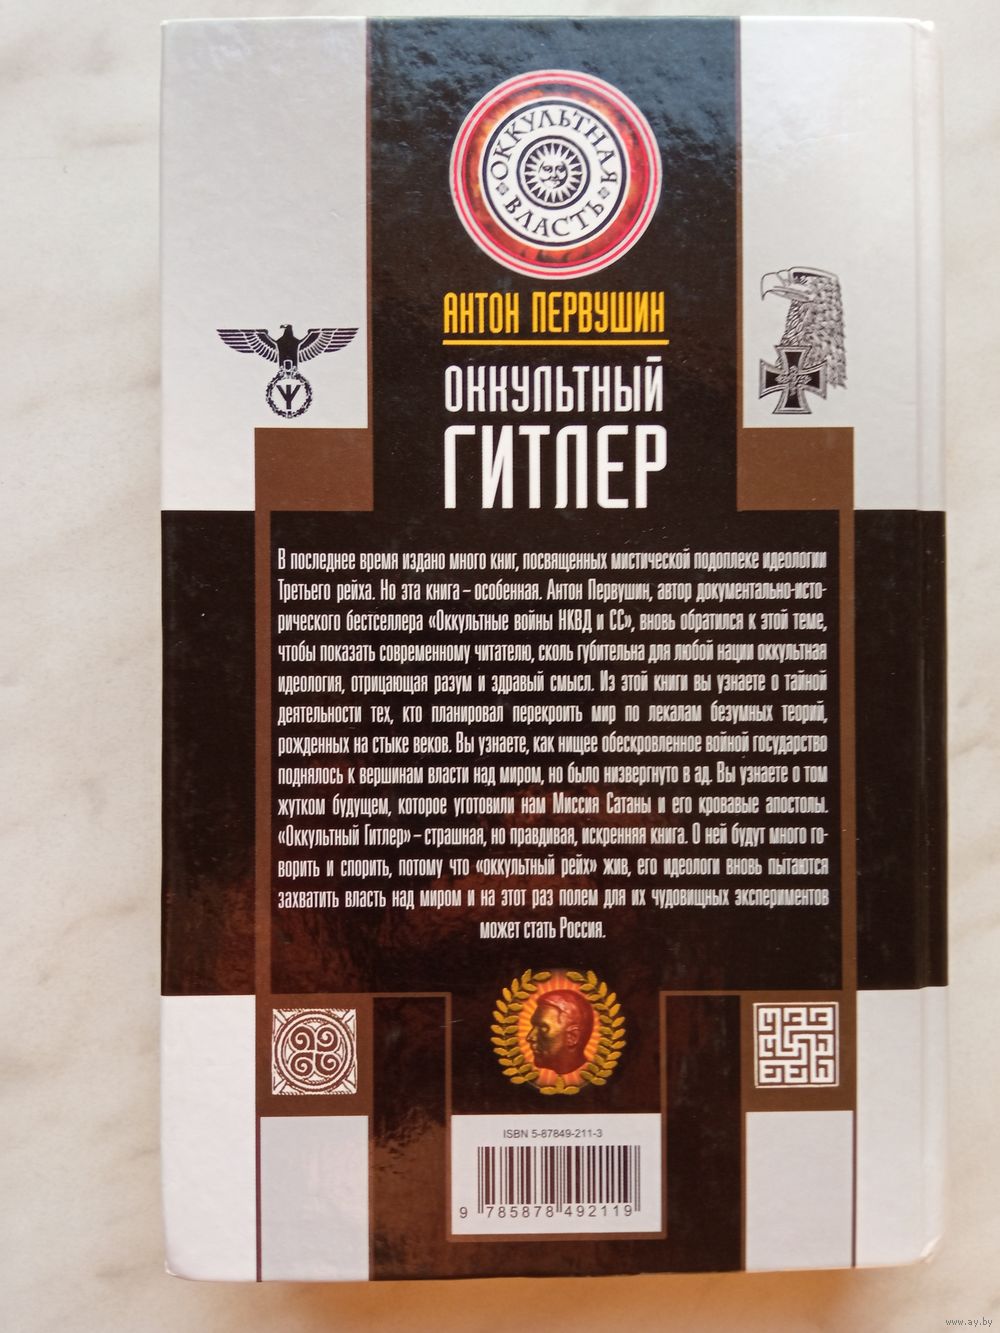 ОККУЛЬТНАЯ
ВЛАСТЬ
АНТОН ПЕРВУШИН
ОККУЛЬТНЫЙ
ГИТЛЕР
В последнее время издано много книг, посвященных мистической подоплеке идеологии
Третьего рейха. Но эта книга – особенная. Антон Первушин, автор документально-исто-
рического бестселлера «Оккультные войны НКВД и СС», вновь обратился к этой теме,
чтобы показать современному читателю, сколь губительна для любой нации оккультная
идеология, отрицающая разум и здравый смысл. Из этой книги вы узнаете о тайной
деятельности тех, кто планировал перекроить мир по лекалам безумных теорий,
рожденных на стыке веков. Вы узнаете, как нищее обескровленное войной государство
поднялось к вершинам власти над миром, но было низвергнуто в ад. Вы узнаете о том
жутком будущем, которое уготовили нам Миссия Сатаны и его кровавые апостолы.
«Оккультный Гитлер» – страшная, но правдивая, искренняя книга. О ней будут много го-
ворить и спорить, потому что «оккультный рейх» жив, его идеологи вновь пытаются
захватить власть над миром и на этот раз полем для их чудовищных экспериментов
может стать Россия.
ISBN 5-87849-211-3
9 785878 492119
www.ay.by